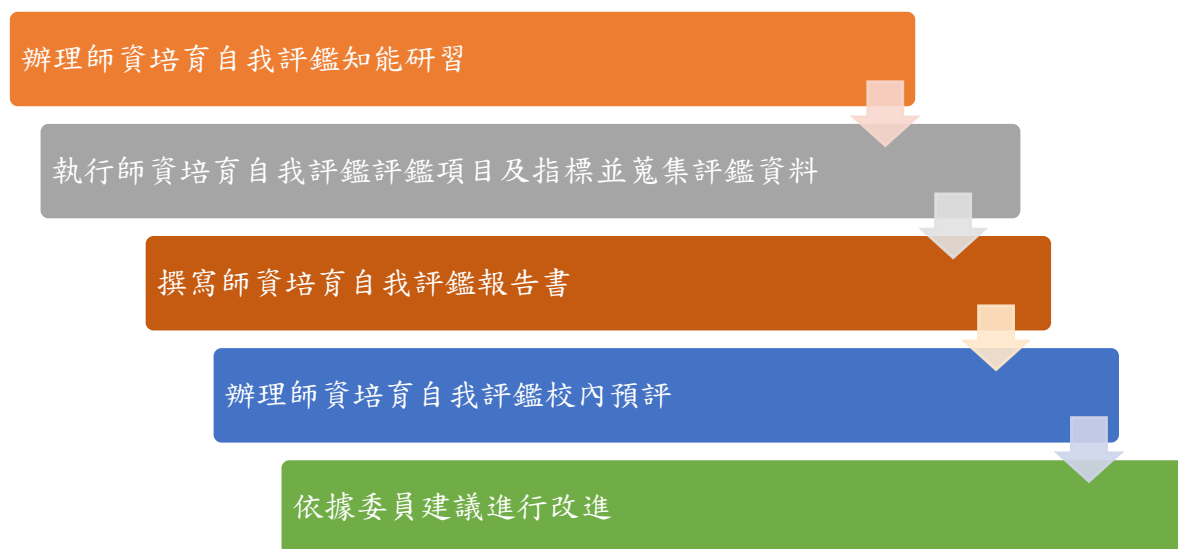 辦理師資培育自我評鑑知能研習
執行師資培育自我評鑑評鑑項目及指標並蒐集評鑑資料
撰寫師資培育自我評鑑報告書
辦理師資培育自我評鑑校內預評
依據委員建議進行改進